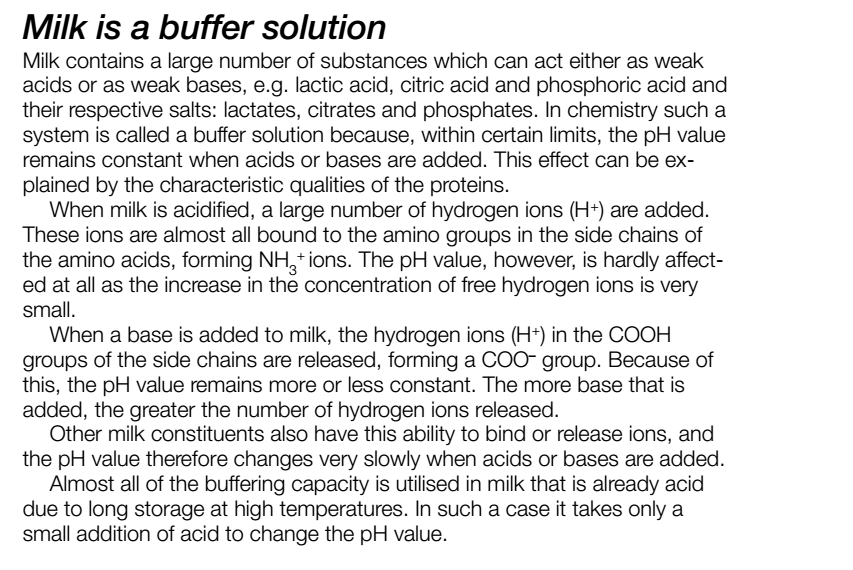 Milk is a buffer solution
Milk contains a large number of substances which can act either as weak
acids or as weak bases, e.g. lactic acid, citric acid and phosphoric acid and
their respective salts: lactates, citrates and phosphates. In chemistry such a
system is called a buffer solution because, within certain limits, the pH value
remains constant when acids or bases are added. This effect can be ex-
plained by the characteristic qualities of the proteins.
When milk is acidified, a large number of hydrogen ions (H⁺) are added.
These ions are almost all bound to the amino groups in the side chains of
the amino acids, forming NH₃⁺ ions. The pH value, however, is hardly affect-
ed at all as the increase in the concentration of free hydrogen ions is very
small.
When a base is added to milk, the hydrogen ions (H⁺) in the COOH
groups of the side chains are released, forming a COO⁻ group. Because of
this, the pH value remains more or less constant. The more base that is
added, the greater the number of hydrogen ions released.
Other milk constituents also have this ability to bind or release ions, and
the pH value therefore changes very slowly when acids or bases are added.
Almost all of the buffering capacity is utilised in milk that is already acid
due to long storage at high temperatures. In such a case it takes only a
small addition of acid to change the pH value.